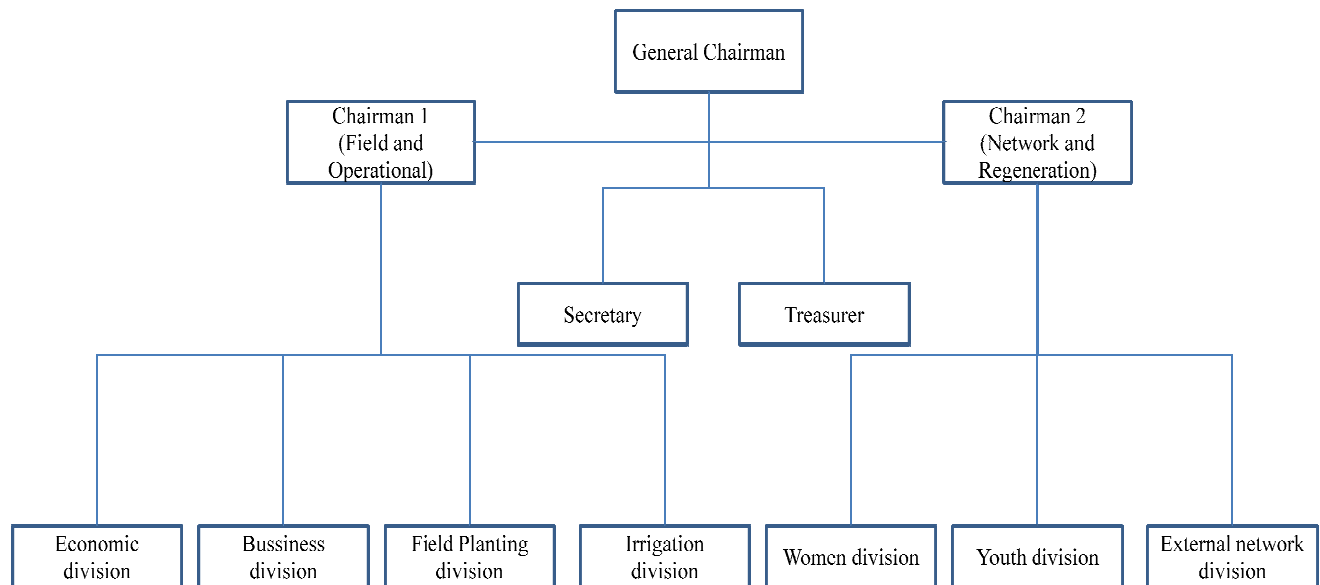 General Chairman
Chairman 1
(Field and
Operational)
Chairman 2
(Network and
Regeneration)
Secretary
Treasurer
Economic
division
Bussiness
division
Field Planting
division
Irrigation
division
Women division
Youth division
External network
division